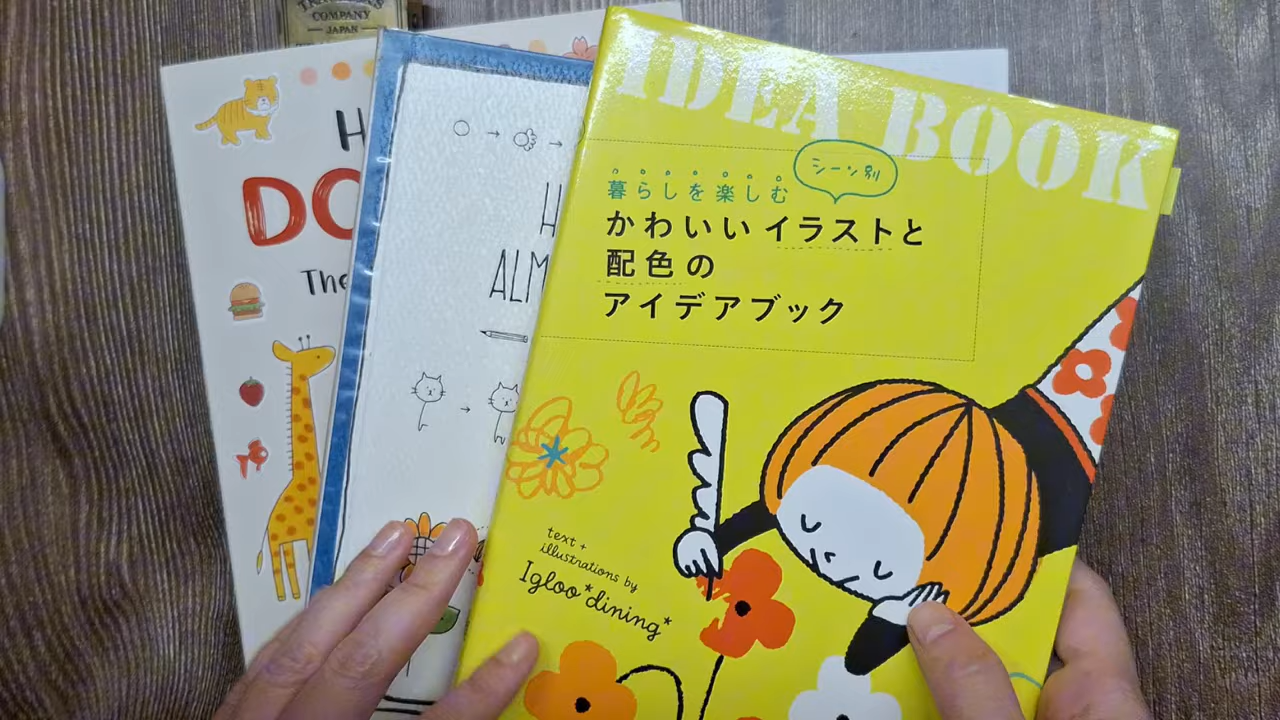 COMPANY
JAPAN
H
DO
The
H
ALM
IDEA BOOK
シーン別
暮らしを楽しむ
かわいいイラストと
配色の
アイデアブック
text +
illustrations by
Igloo*dining*